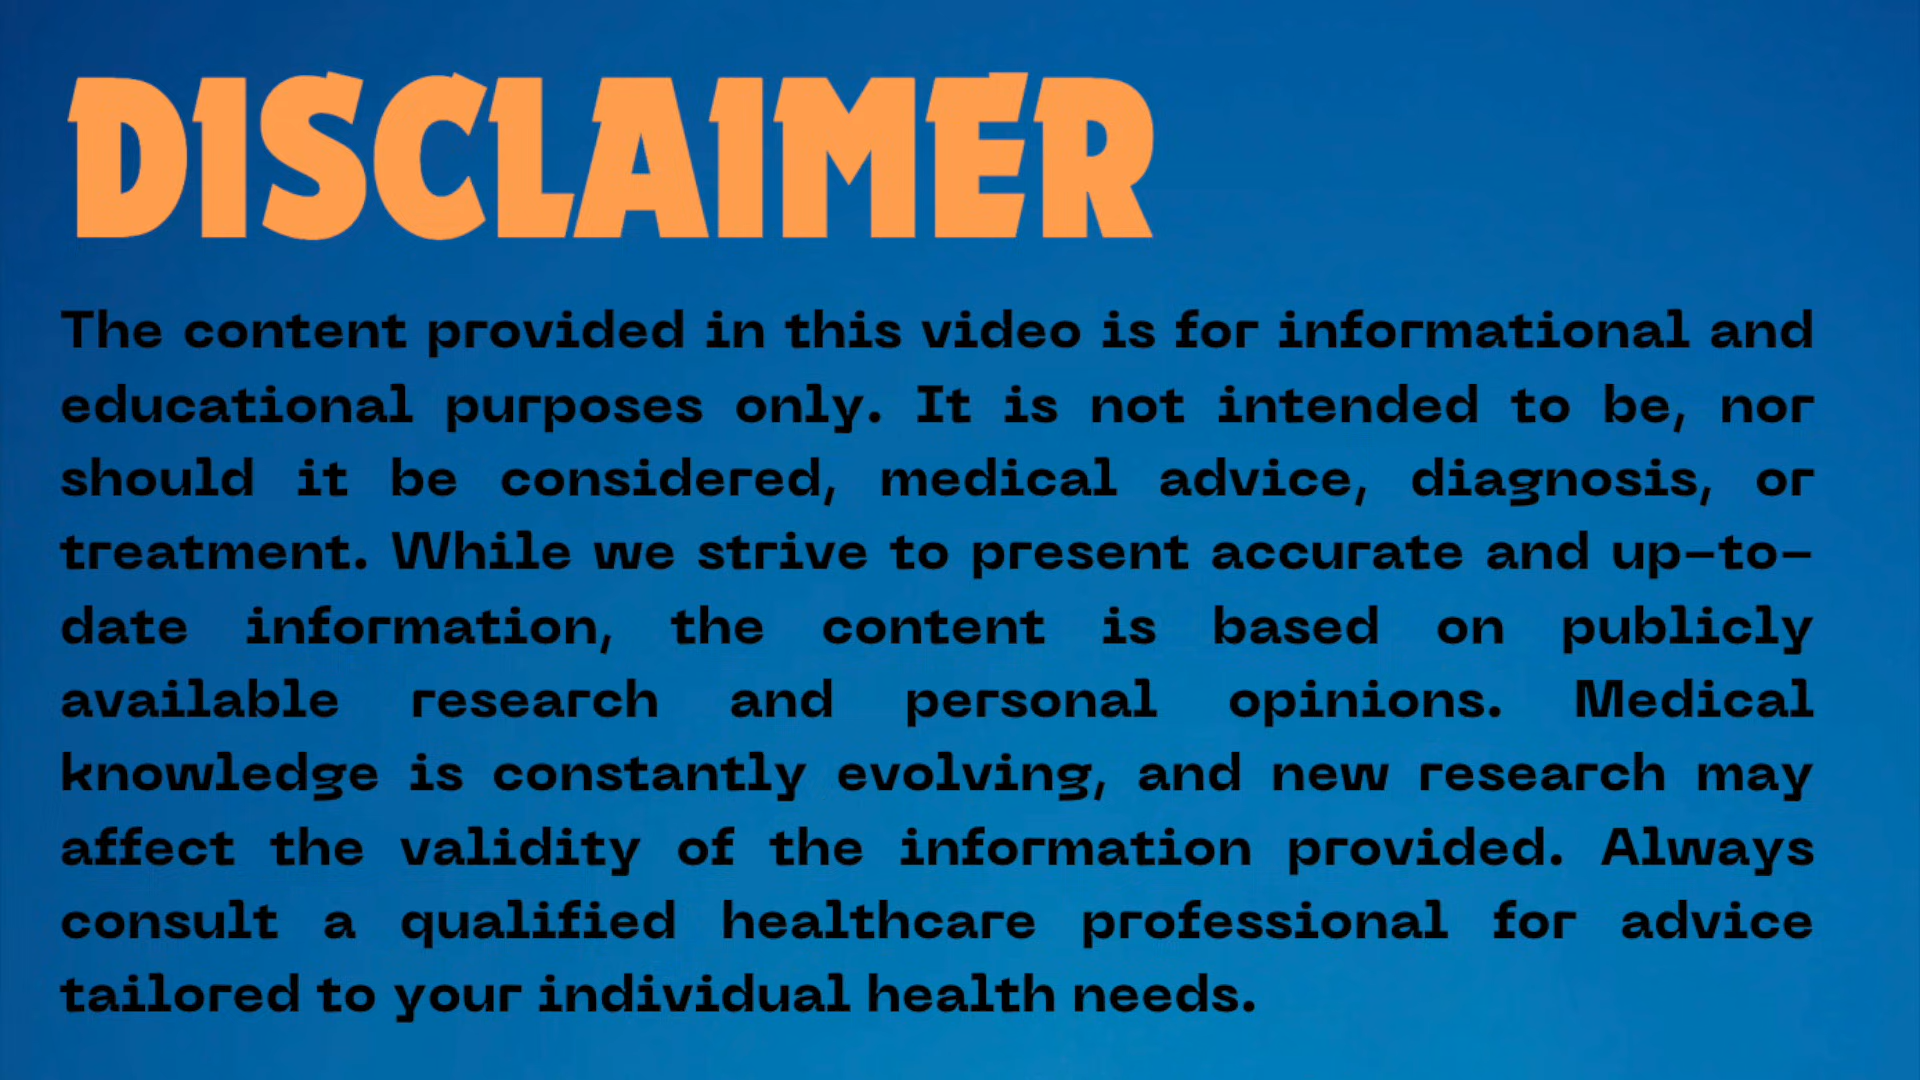 DISCLAIMER
The content provided in this video is for informational and
educational purposes only. It is not intended to be, nor
should it be considered, medical advice, diagnosis, or
treatment. While we strive to present accurate and up-to-
date information, the content is based on publicly
available research and personal opinions. Medical
knowledge is constantly evolving, and new research may
affect the validity of the information provided. Always
consult a qualified healthcare professional for advice
tailored to your individual health needs.